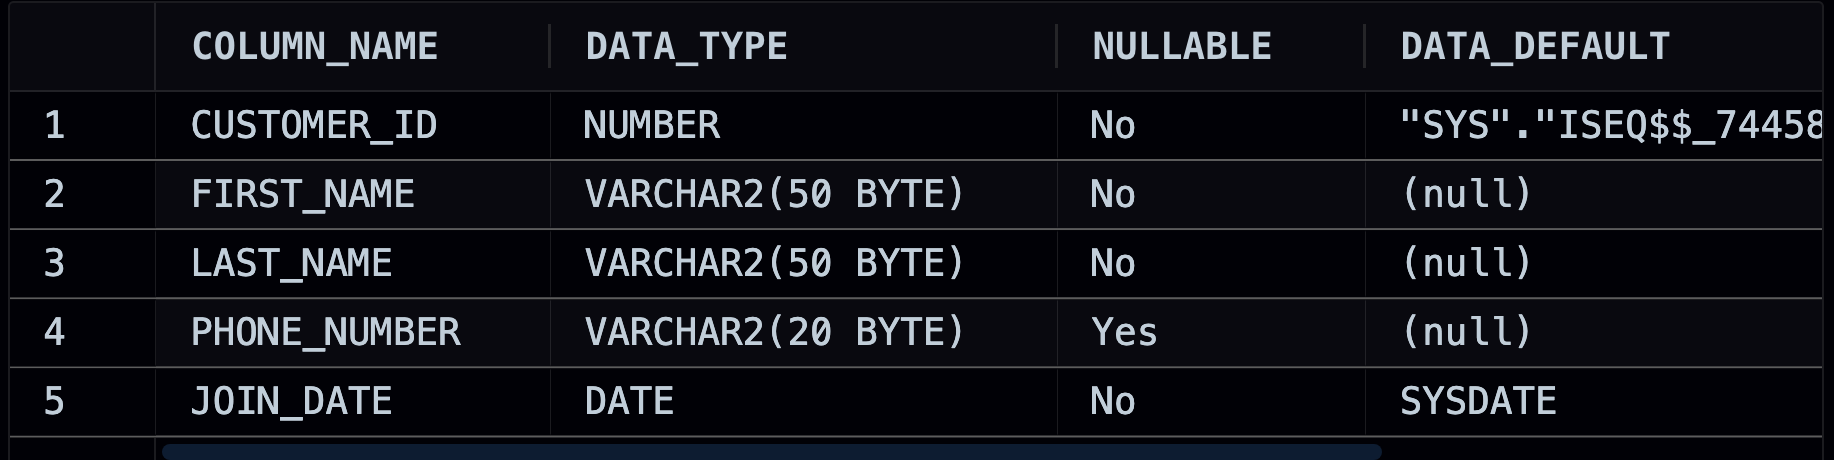 COLUMN_NAME DATA_TYPE NULLABLE DATA_DEFAULT
1 CUSTOMER_ID NUMBER No "SYS"."ISEQ$$_74458
2 FIRST_NAME VARCHAR2(50 BYTE) No (null)
3 LAST_NAME VARCHAR2(50 BYTE) No (null)
4 PHONE_NUMBER VARCHAR2(20 BYTE) Yes (null)
5 JOIN_DATE DATE No SYSDATE